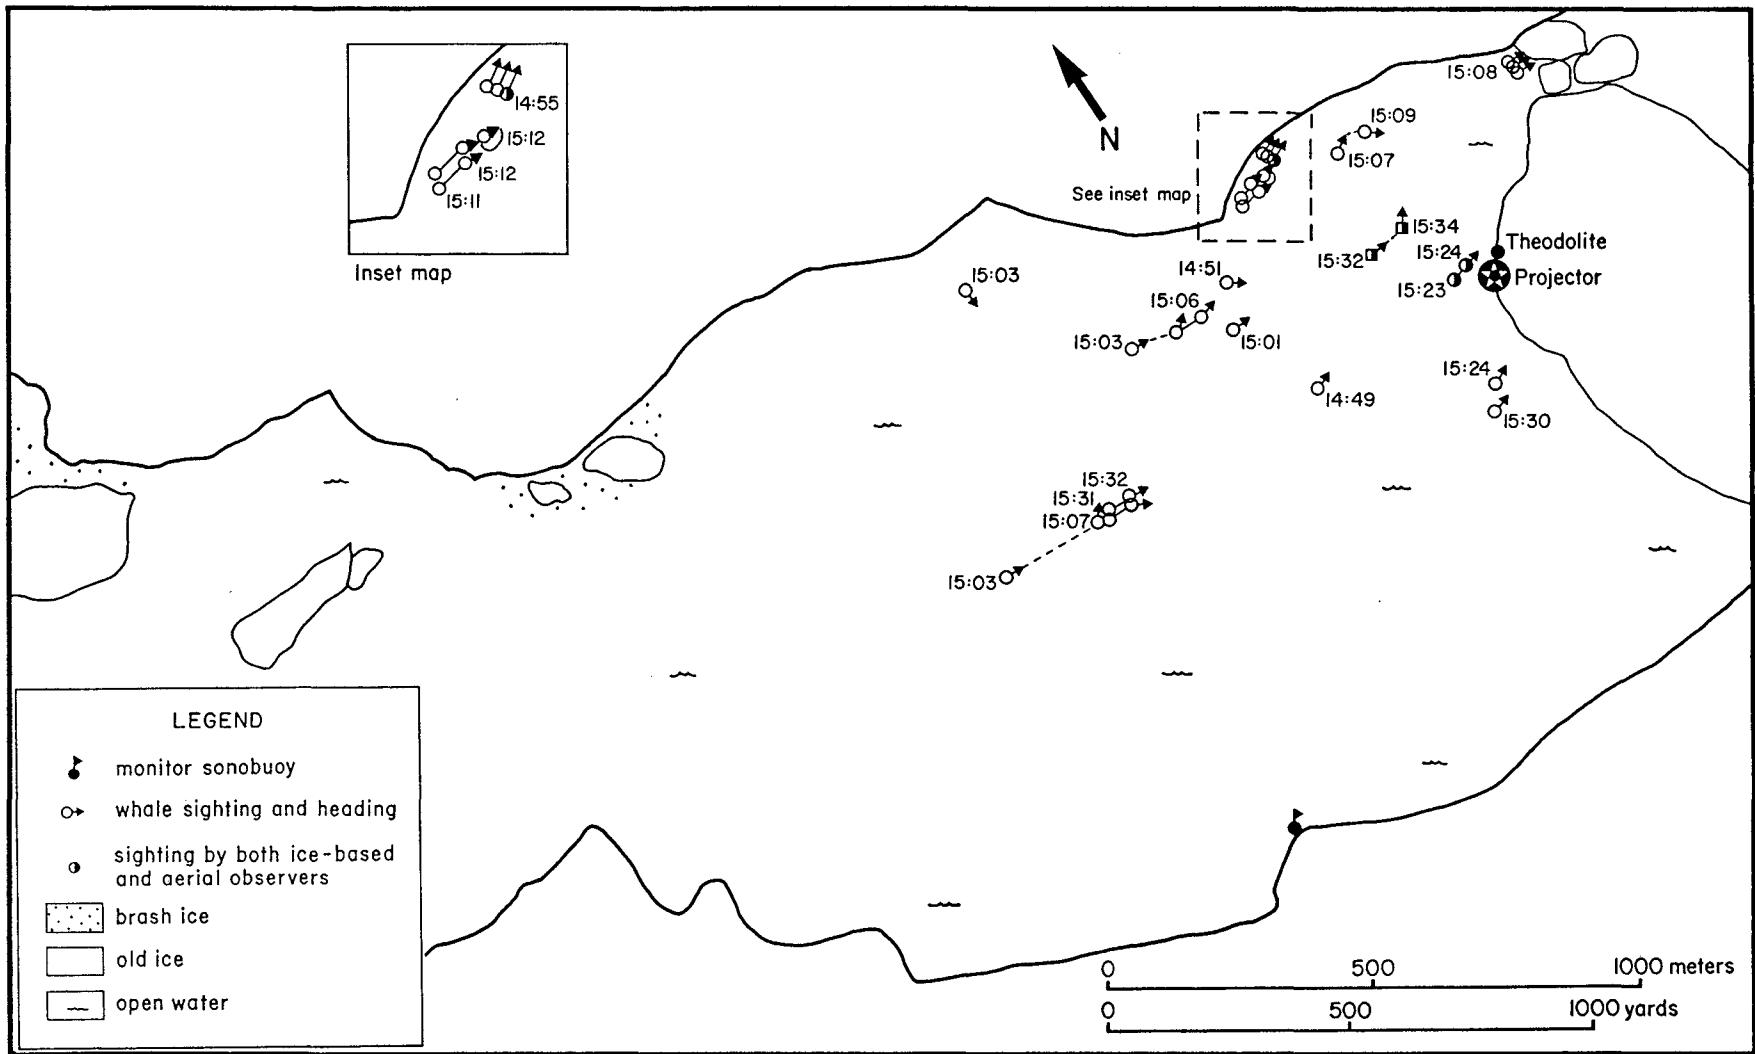 14:55
15:12
15:12
15:11
Inset map
N
See inset map
15:08
15:09
15:07
15:34
15:32
15:24
15:23
Theodolite
Projector
15:03
14:51
15:06
15:03
15:01
14:49
15:24
15:30
15:32
15:31
15:07
15:03
LEGEND
monitor sonobuoy
whale sighting and heading
sighting by both ice-based
and aerial observers
brash ice
old ice
open water
0 500 1000 meters
0 500 1000 yards